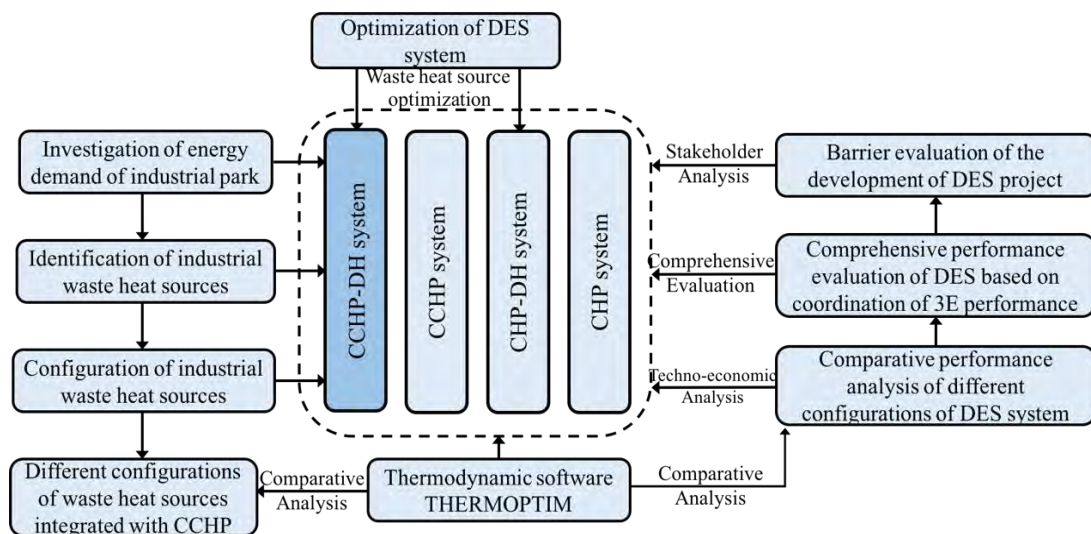 Optimization of DES
system
Waste heat source
optimization
Investigation of energy
demand of industrial park
Identification of industrial
waste heat sources
Configuration of industrial
waste heat sources
Different configurations
of waste heat sources
integrated with CCHP
CCHP-DH system
CCHP system
CHP-DH system
CHP system
Comparative
Analysis
Thermodynamic software
THERMOPTIM
Comparative
Analysis
Stakeholder
Analysis
Barrier evaluation of the
development of DES project
Comprehensive
Evaluation
Comprehensive performance
evaluation of DES based on
coordination of 3E performance
Techno-economic
Analysis
Comparative performance
analysis of different
configurations of DES system